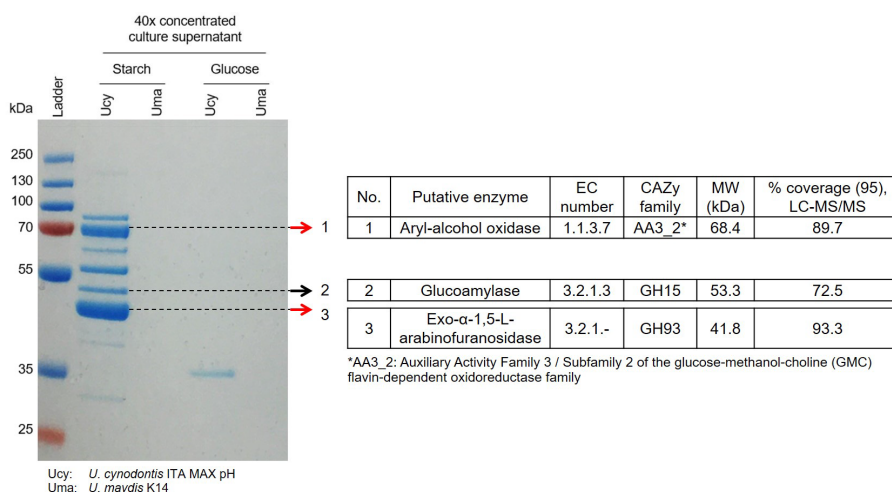 40x concentrated
culture supernatant
Starch Glucose
kDa Ladder Ucy Uma Ucy Uma
250
130
100
70
55
35
25
1
2
3
No. Putative enzyme EC number CAZy family MW (kDa) % coverage (95), LC-MS/MS
1 Aryl-alcohol oxidase 1.1.3.7 AA3_2* 68.4 89.7
2 Glucoamylase 3.2.1.3 GH15 53.3 72.5
3 Exo-α-1,5-L-arabinofuranosidase 3.2.1.- GH93 41.8 93.3
*AA3_2: Auxiliary Activity Family 3 / Subfamily 2 of the glucose-methanol-choline (GMC)
flavin-dependent oxidoreductase family
Ucy: U. cynodontis ITA MAX pH
Uma: U. maydis K14